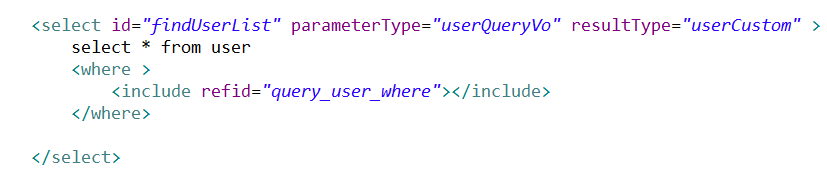 <select id="findUserList" parameterType="userQueryVo" resultType="userCustom" >
select * from user
<where >
<include refid="query_user_where"></include>
</where>
</select>